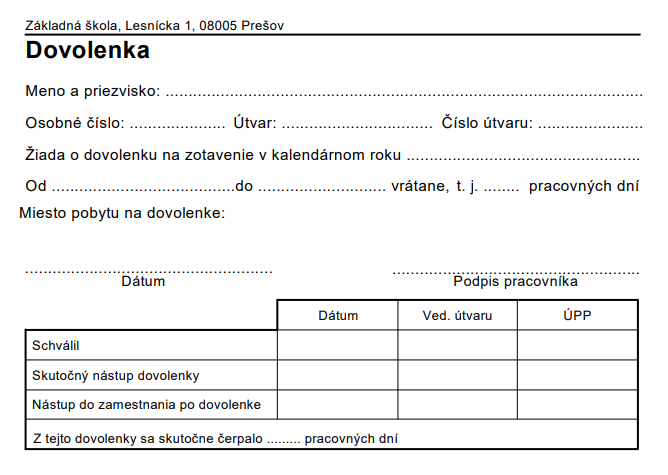 Základná škola, Lesnícka 1, 08005 Prešov
Dovolenka
Meno a priezvisko: ................................................................................................
Osobné číslo: ..................... Útvar: ................................. Číslo útvaru: .......................
Žiada o dovolenku na zotavenie v kalendárnom roku ...................................................
Od ........................................do ............................ vrátane, t. j. ........ pracovných dní
Miesto pobytu na dovolenke:
...................................................... ......................................................
Dátum Podpis pracovníka
Dátum Ved. útvaru ÚPP
Schválil
Skutočný nástup dovolenky
Nástup do zamestnania po dovolenke
Z tejto dovolenky sa skutočne čerpalo ......... pracovných dní